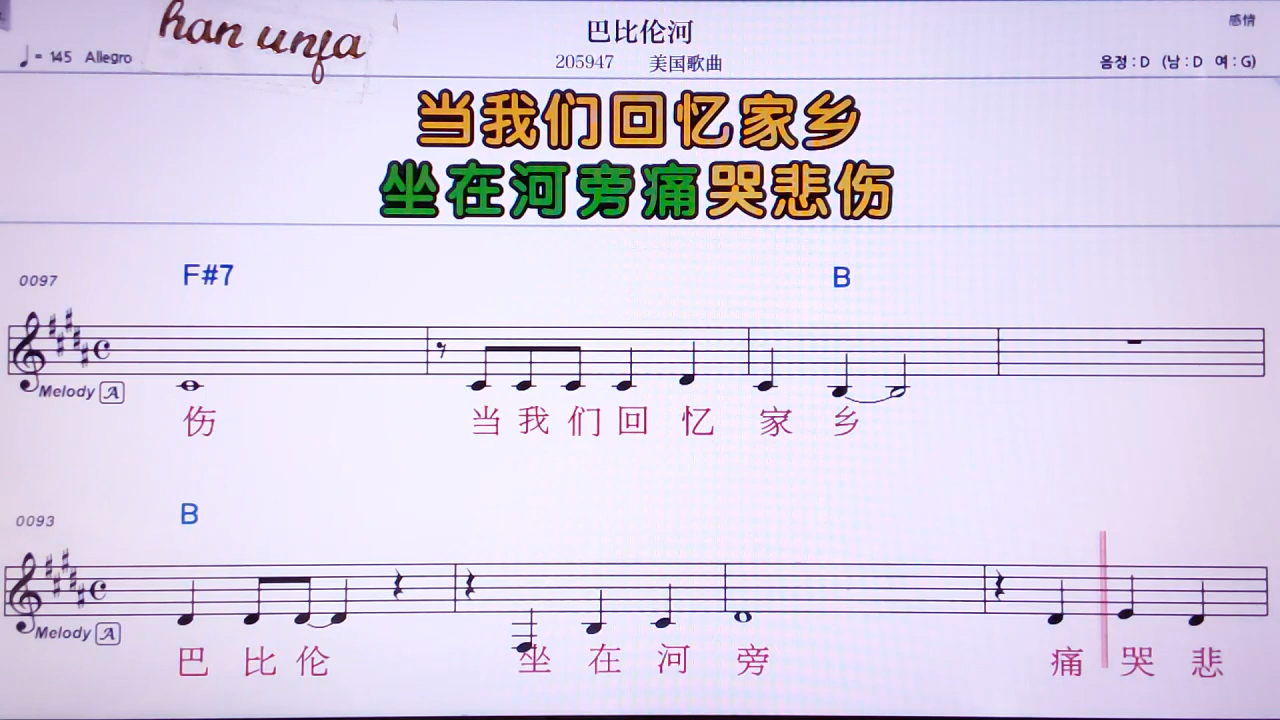 han unja
巴比伦河
感情
♩= 145 Allegro
205947 美国歌曲
음정 : D (남 : D 여 : G)
当我们回忆家乡
坐在河旁痛哭悲伤
0097
F#7 B
Melody A
伤 当 我 们 回 忆 家 乡
0093
B
Melody A
巴 比 伦 坐 在 河 旁 痛 哭 悲